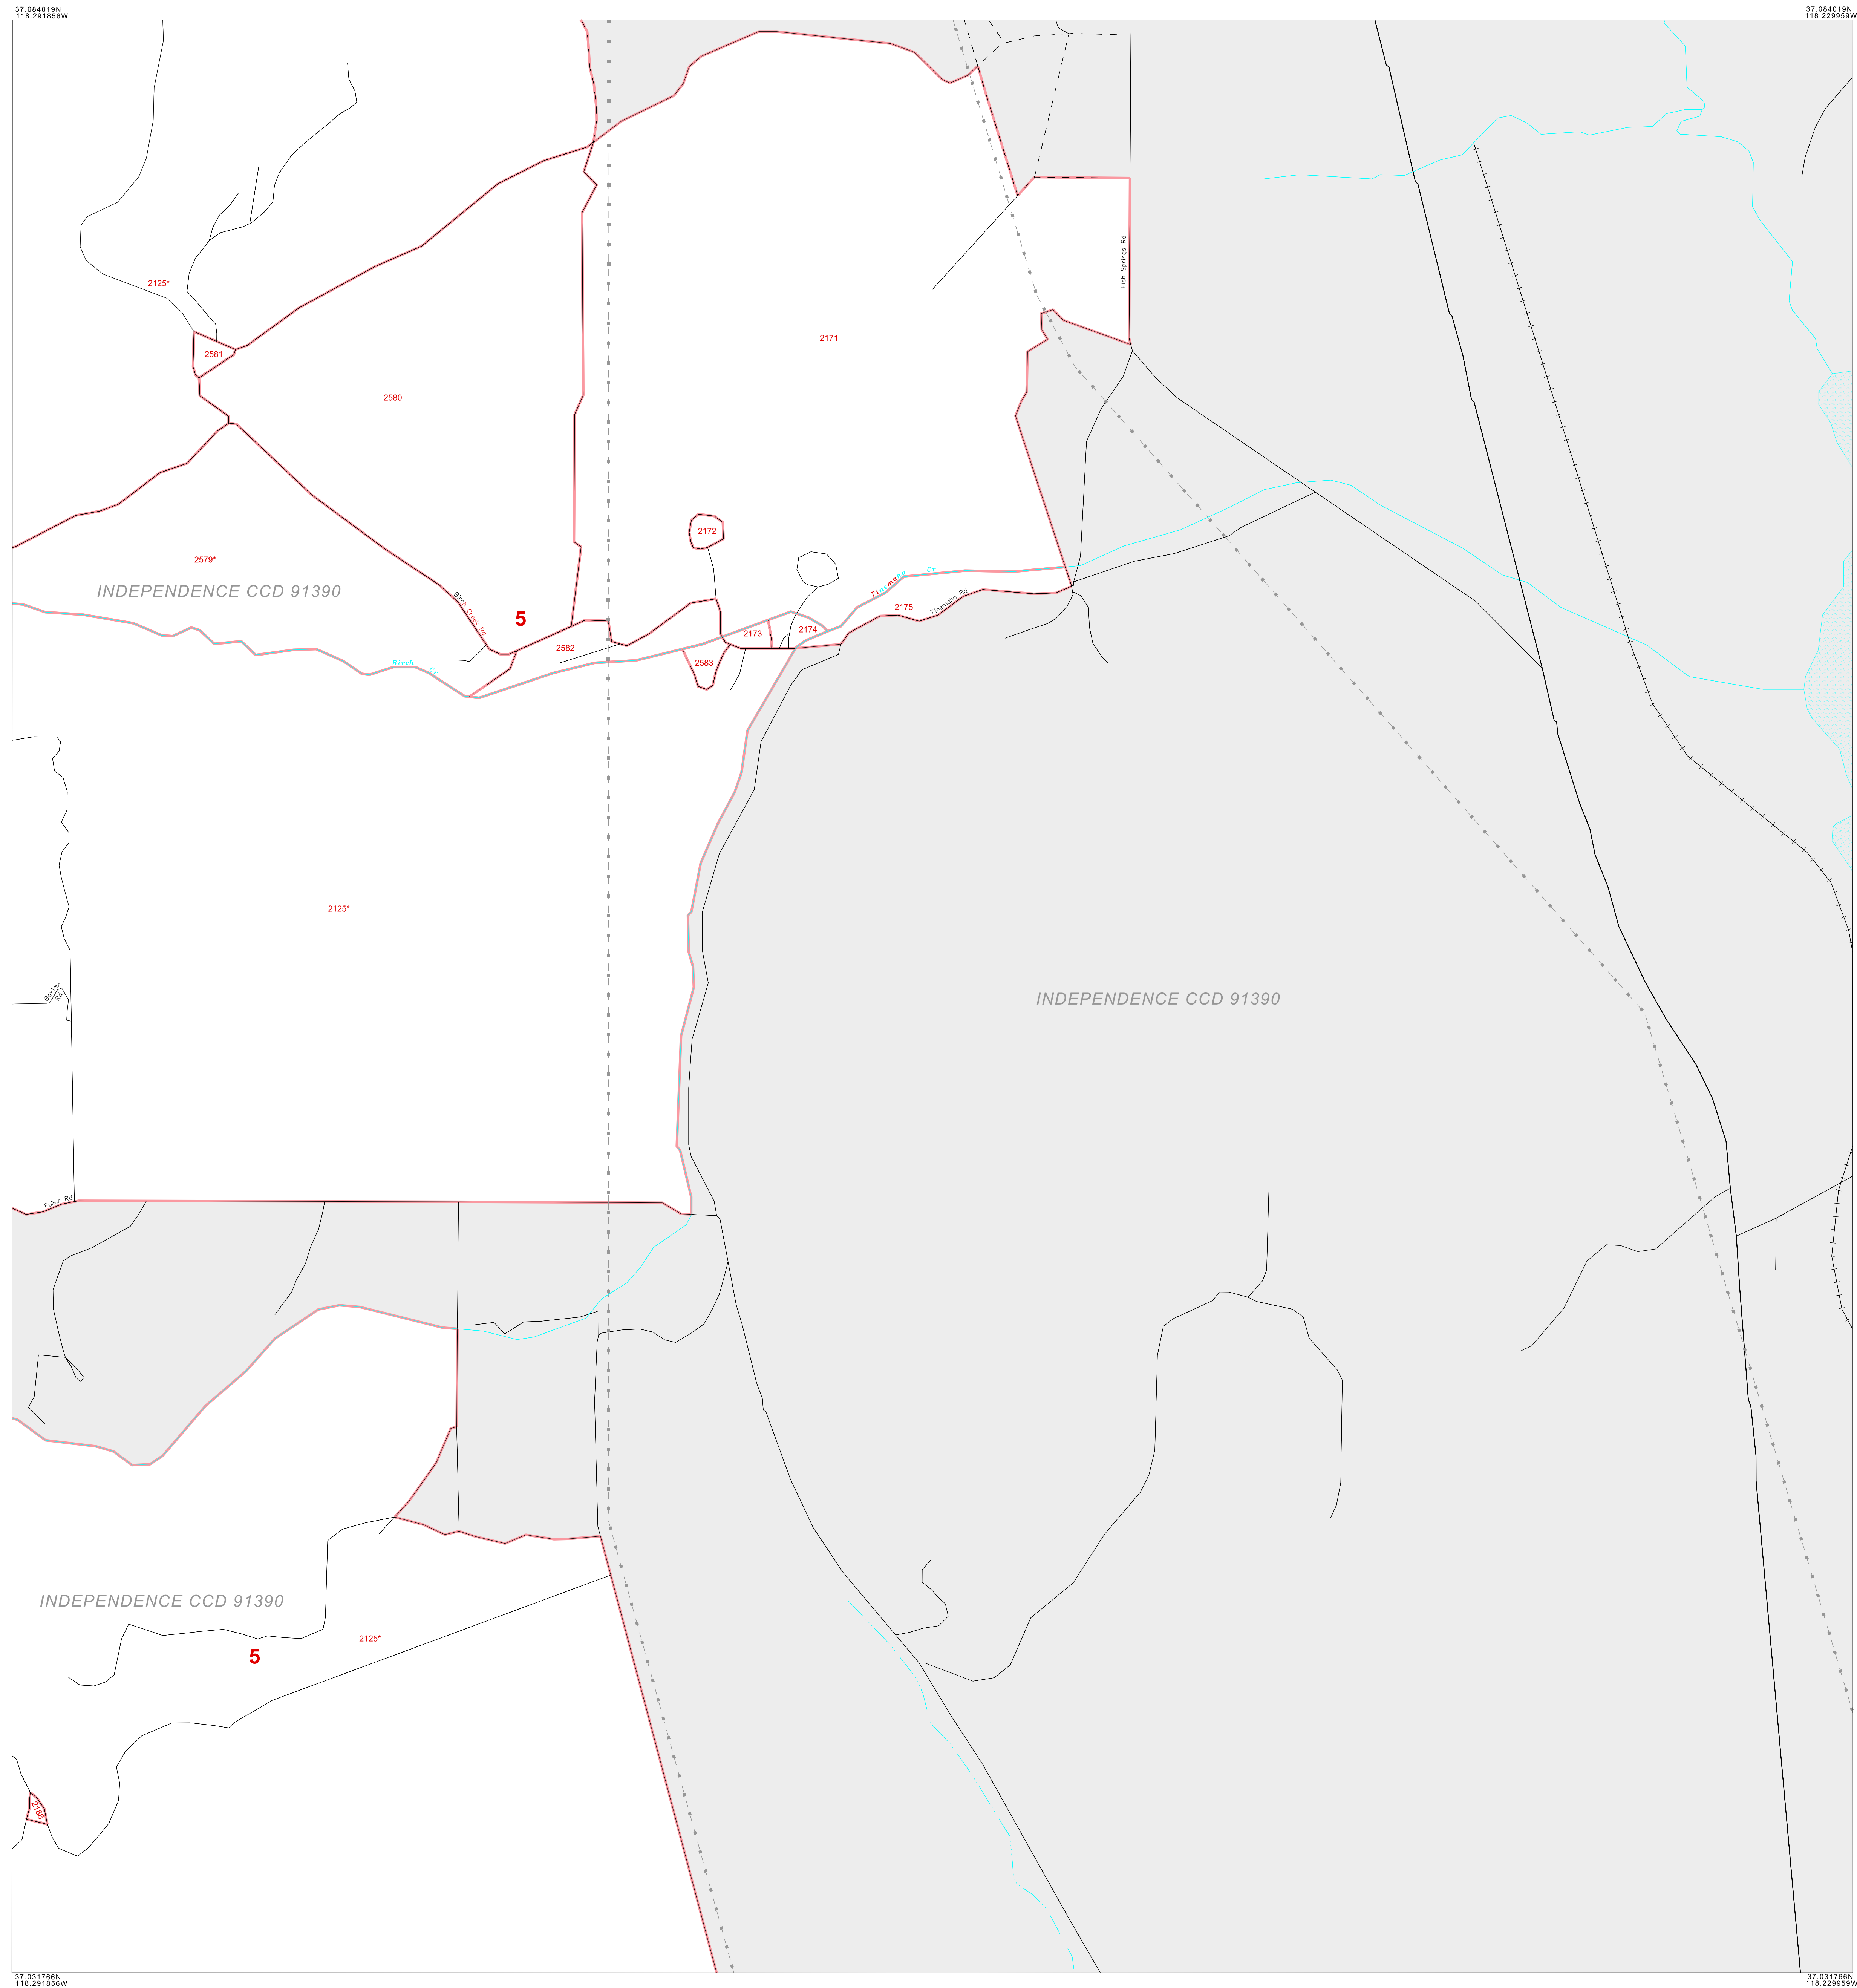 37.084019N
118.291856W
37.084019N
118.229959W
Fish Springs Rd
2125*
2171
2581
2580
2172
2579*
INDEPENDENCE CCD 91390
Birch Creek Rd
5
Tinemaha Cr
Tinemaha Rd
2175
2173
2174
2582
2583
Birch Cr
2125*
Baxter Rd
INDEPENDENCE CCD 91390
Fuller Rd
INDEPENDENCE CCD 91390
2125*
5
2188
37.031766N
118.291856W
37.031766N
118.229959W